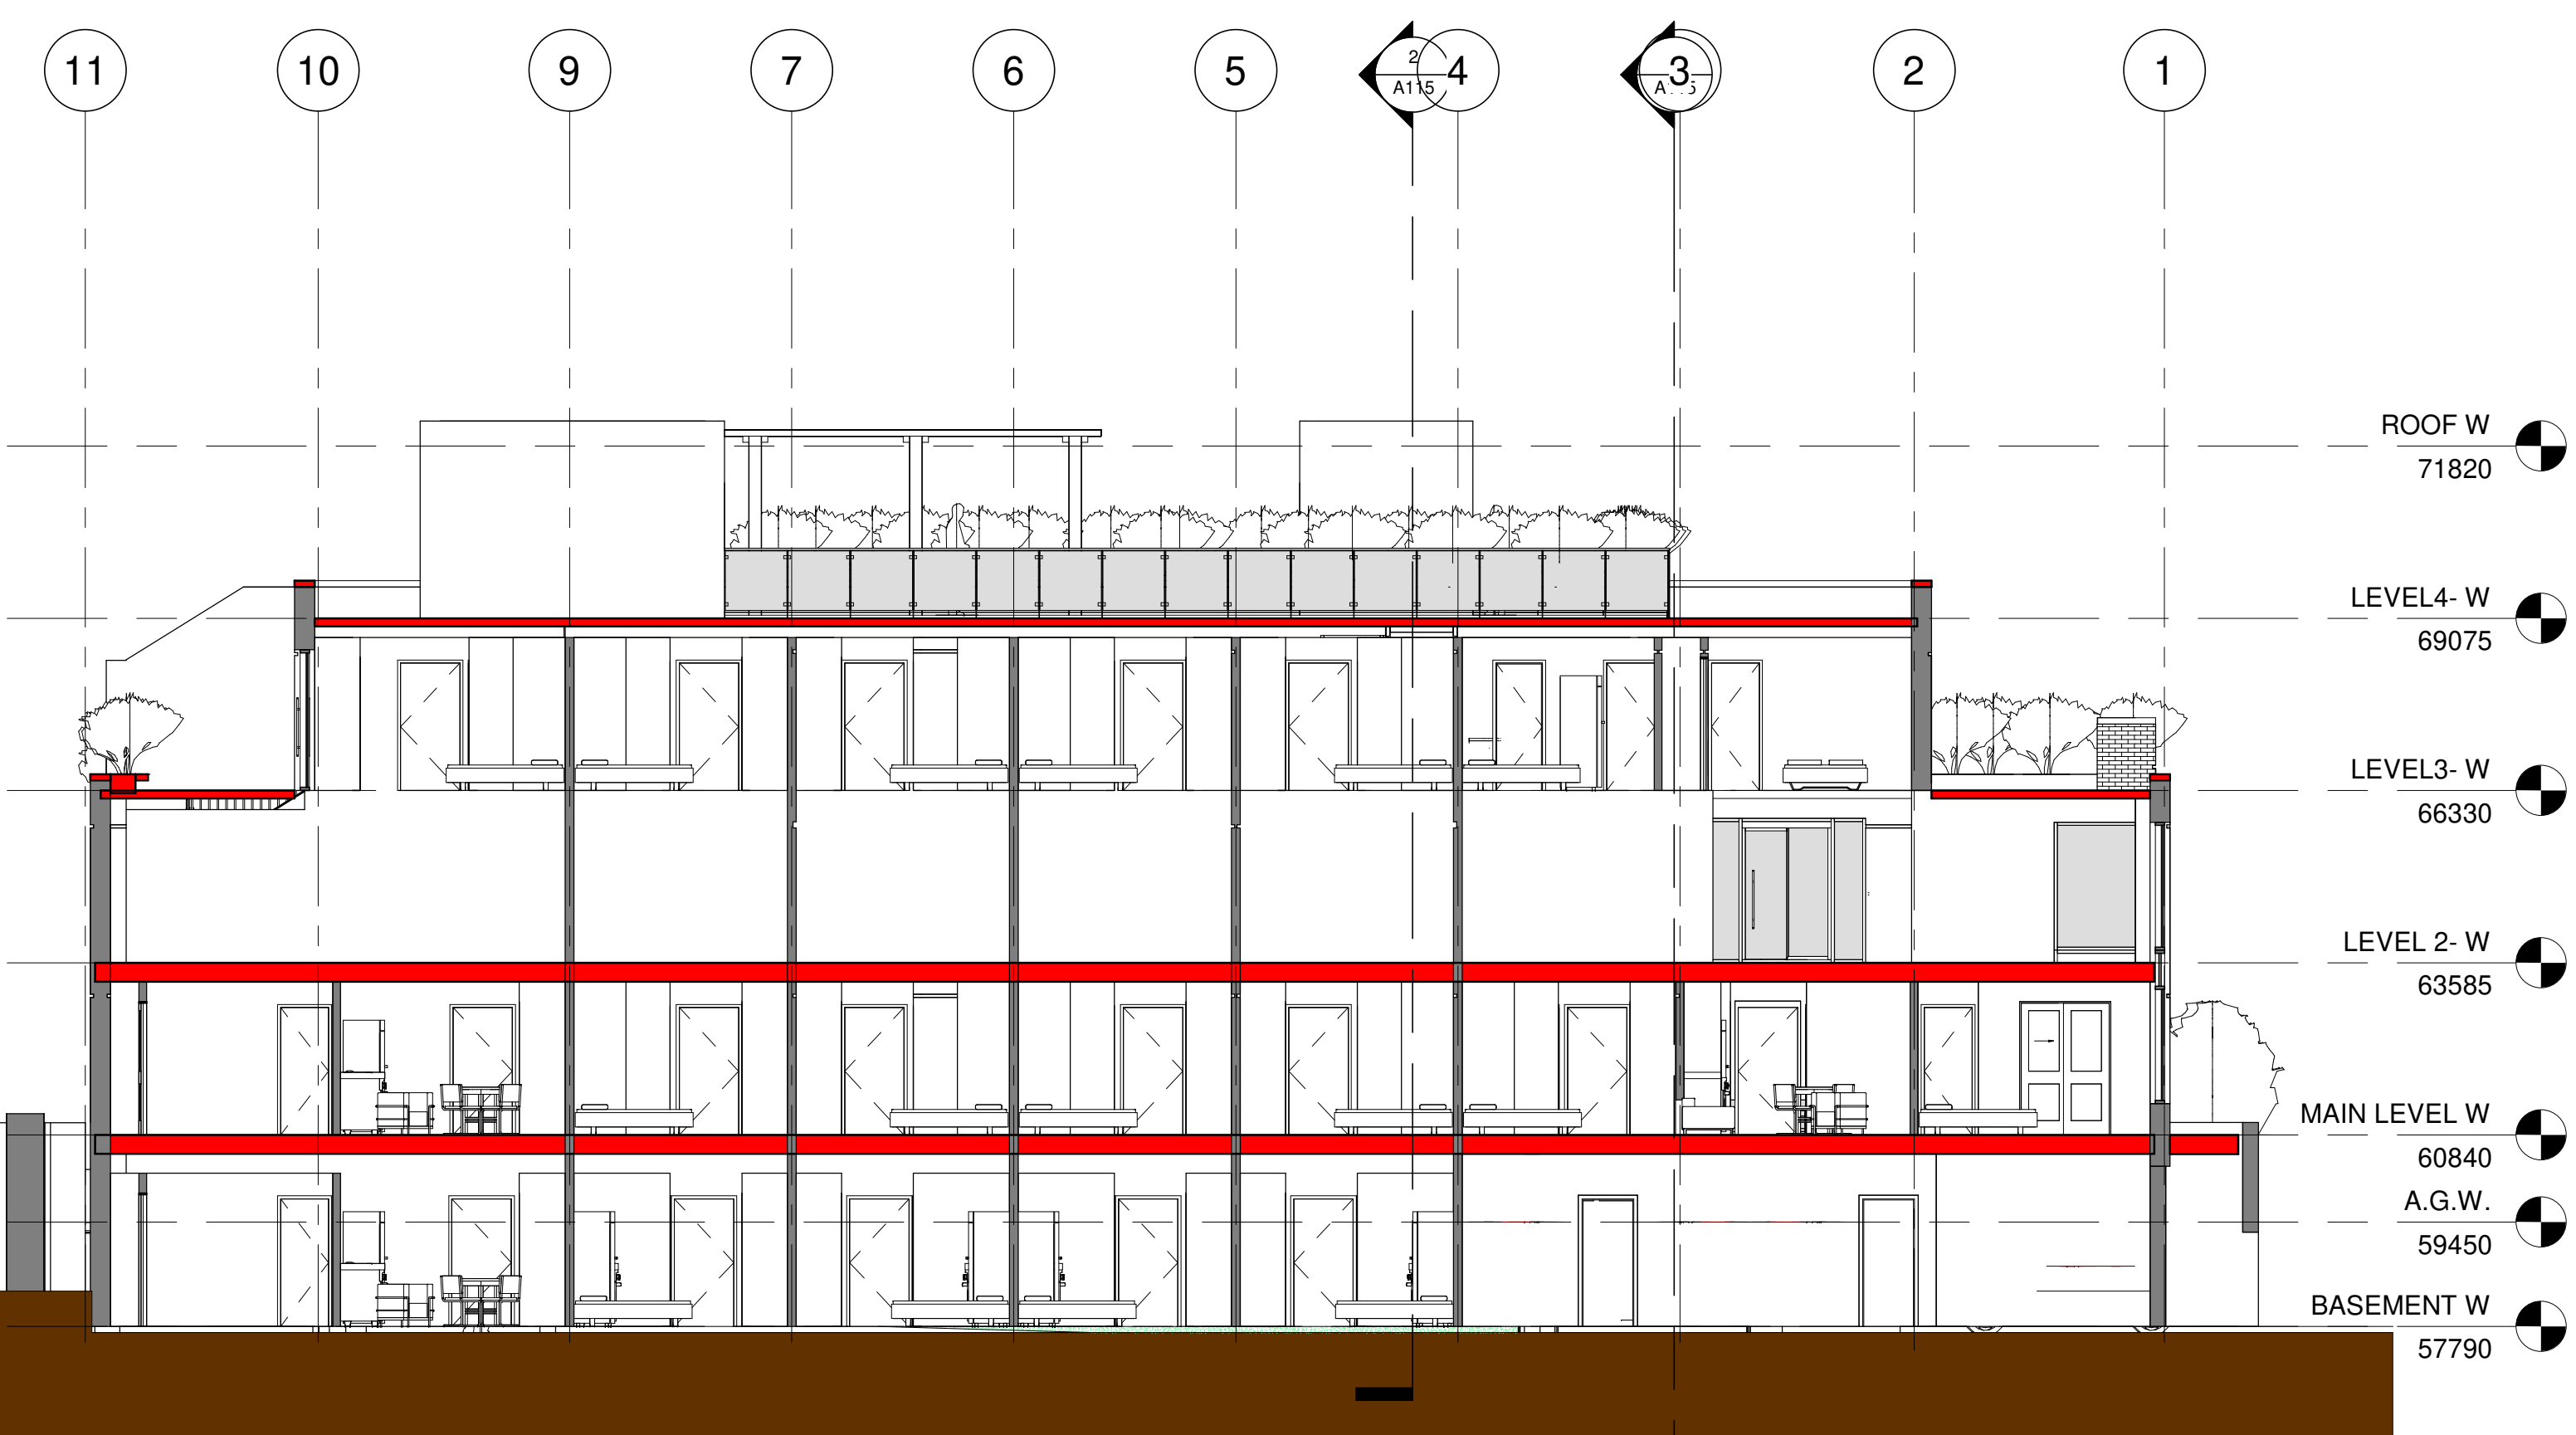 11 10 9 7 6 5 2 4 3 2 1
A115
ROOF W
71820
LEVEL4- W
69075
LEVEL3- W
66330
LEVEL 2- W
63585
MAIN LEVEL W
60840
A.G.W.
59450
BASEMENT W
57790